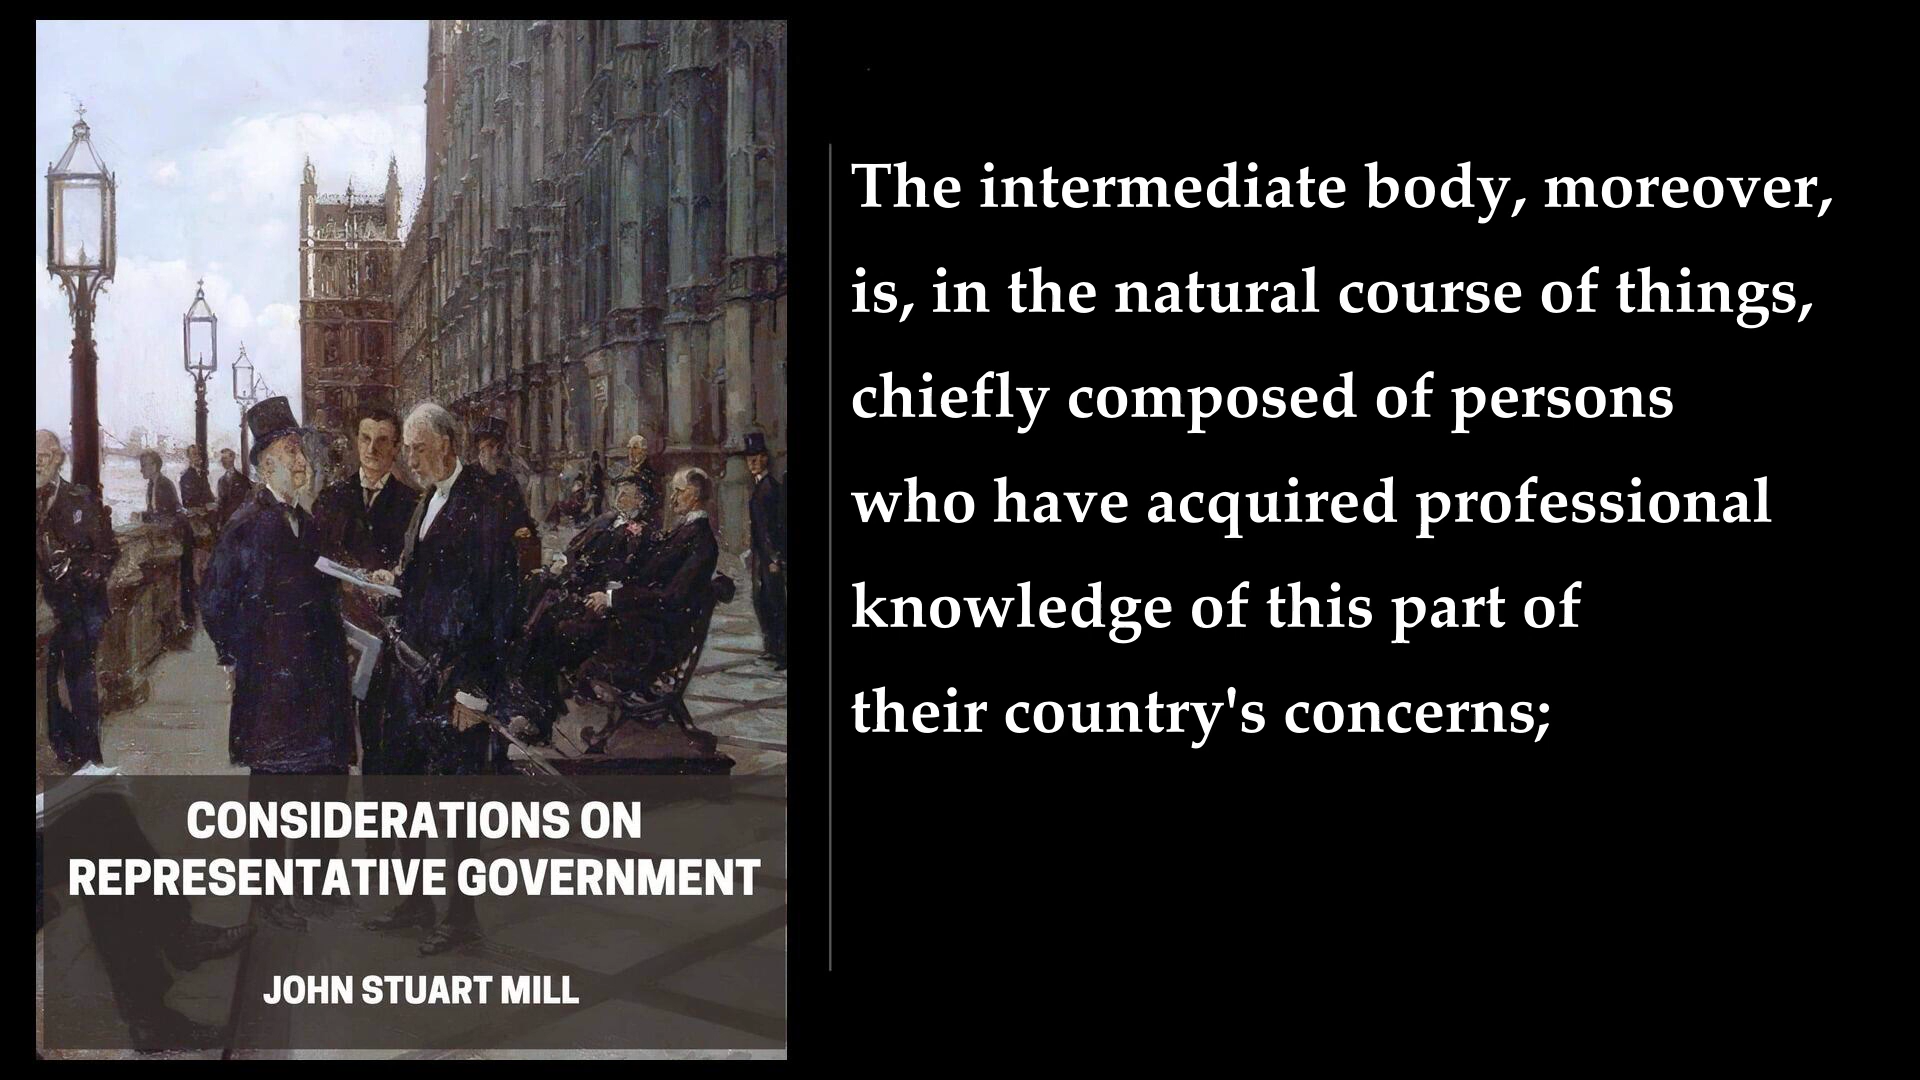 CONSIDERATIONS ON
REPRESENTATIVE GOVERNMENT
JOHN STUART MILL
The intermediate body, moreover,
is, in the natural course of things,
chiefly composed of persons
who have acquired professional
knowledge of this part of
their country's concerns;